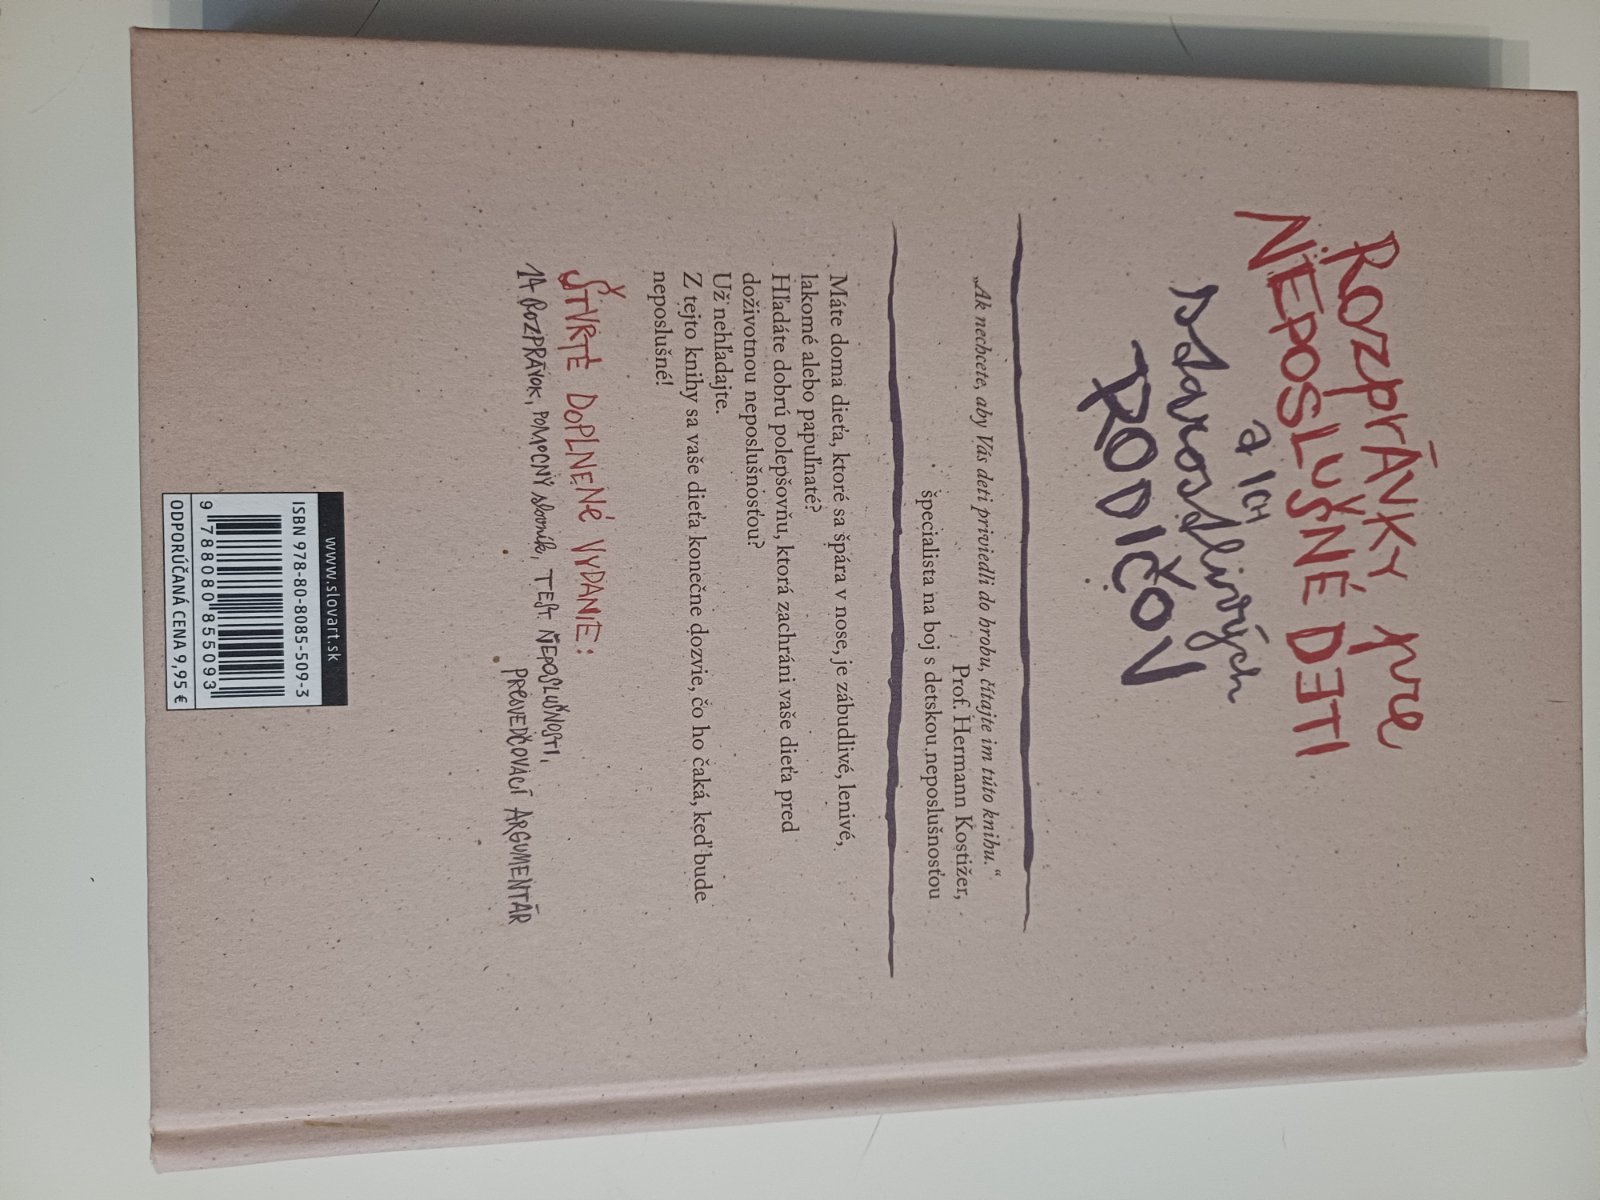 Rozprávky pre
NEPOSLUŠNÉ DETI
a ICH
starostlivých
RODIČOV
„Ak nechcete, aby Vás deti priviedli do hrobu, čítajte im túto knihu.“
Prof. Hermann Kostižer,
špecialista na boj s detskou neposlušnosťou
Máte doma dieťa, ktoré sa špára v nose, je zábudlivé, lenivé,
lakomé alebo papuľnaté?
Hľadáte dobrú polepšovňu, ktorá zachráni vaše dieťa pred
doživotnou neposlušnosťou?
Už nehľadajte.
Z tejto knihy sa vaše dieťa konečne dozvie, čo ho čaká, keď bude
neposlušné!
ŠTVRTÉ DOPLNENÉ VYDANIE:
14 ROZPRÁVOK, POMOCNÝ slovník, TEST NEPOSLUŠNOSTI,
PRESVEDČOVACÍ ARGUMENTÁR
www.slovart.sk
ISBN 978-80-8085-509-3
9 788080 855093
ODPORÚČANÁ CENA 9,95 €